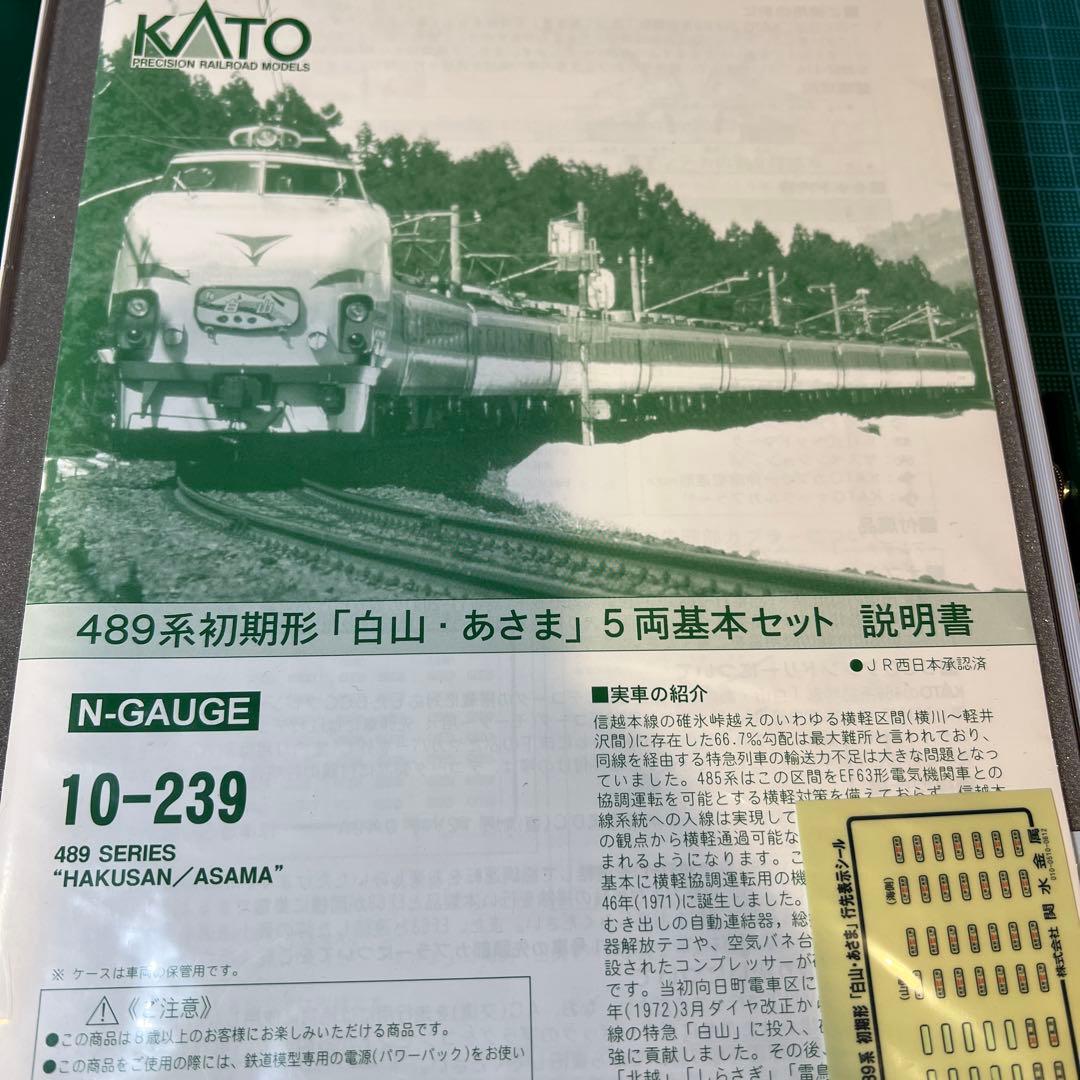 KATO
PRECISION RAILROAD MODELS
白山
489系初期形「白山・あさま」5両基本セット 説明書
●JR西日本承認済
N-GAUGE
10-239
489 SERIES
“HAKUSAN／ASAMA”
※ ケースは車両の保管用です。
《ご注意》
●この商品は8歳以上のお客様にお楽しみいただける商品です。
●この商品をご使用の際には、鉄道模型専用の電源(パワーパック)をお使い
■実車の紹介
信越本線の碓氷峠越えのいわゆる横軽区間(横川〜軽井
沢間)に存在した66.7‰勾配は最大難所と言われており、
同線を経由する特急列車の輸送力不足は大きな問題となっ
ていました。485系はこの区間をEF63形電気機関車との
協調運転を可能とする横軽対策を備えておらず、信越本
線系統への入線は実現して
の観点から横軽通過可能な
まれるようになります。こ
基本に横軽協調運転用の機
46年(1971)に誕生しました。
むき出しの自動連結器，総
器解放テコや、空気バネ台
設されたコンプレッサーが
です。当初向日町電車区に
年(1972)3月ダイヤ改正から
線の特急「白山」に投入、
強に貢献しました。その後、
「北越」「しらさぎ」「雷鳥
89系 初期形「白山・あさま」行先表示シール
(海側)
(山側)
株式会社 関水金属